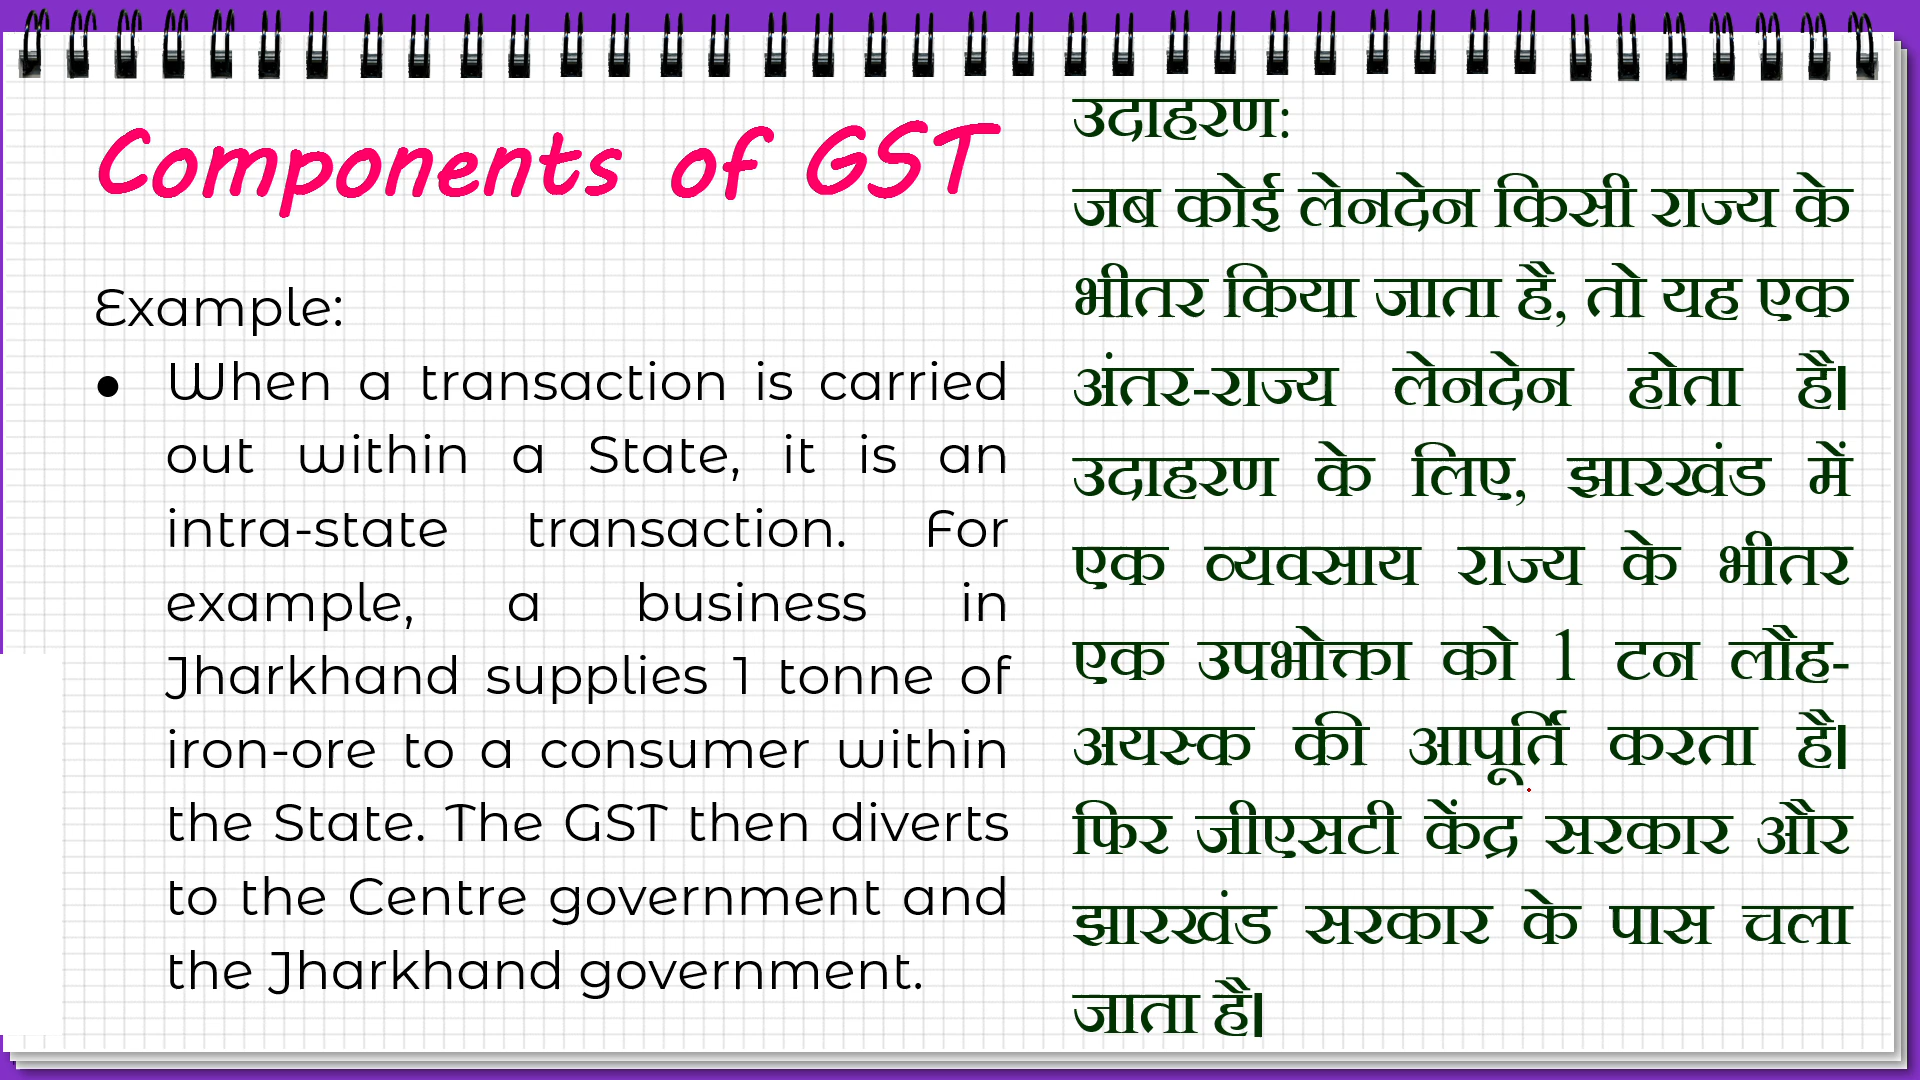 Components of GST
Example:
● When a transaction is carried
out within a State, it is an
intra-state transaction. For
example, a business in
Jharkhand supplies 1 tonne of
iron-ore to a consumer within
the State. The GST then diverts
to the Centre government and
the Jharkhand government.
उदाहरण:
जब कोई लेनदेन किसी राज्य के
भीतर किया जाता है, तो यह एक
अंतर-राज्य लेनदेन होता है।
उदाहरण के लिए, झारखंड में
एक व्यवसाय राज्य के भीतर
एक उपभोक्ता को 1 टन लौह-
अयस्क की आपूर्ति करता है।
फिर जीएसटी केंद्र सरकार और
झारखंड सरकार के पास चला
जाता है।